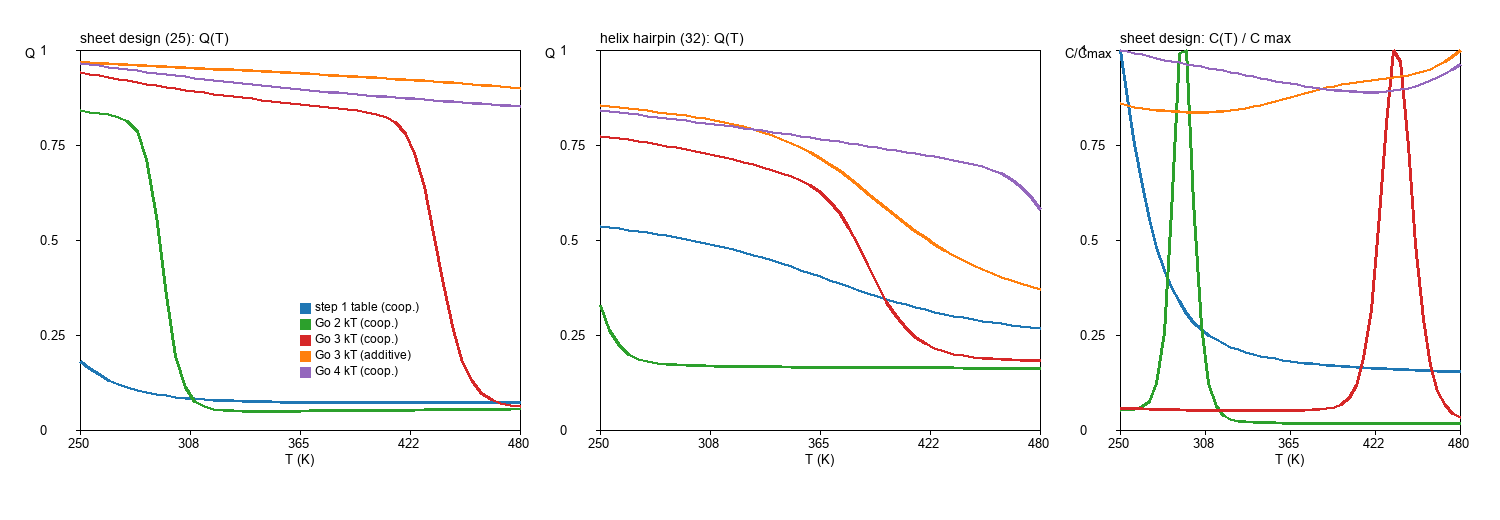 sheet design (25): Q(T)
Q
1
0.75
0.5
0.25
0
250
308
365
422
480
T (K)
step 1 table (coop.)
Go 2 kT (coop.)
Go 3 kT (coop.)
Go 3 kT (additive)
Go 4 kT (coop.)
helix hairpin (32): Q(T)
Q
1
0.75
0.5
0.25
0
250
308
365
422
480
T (K)
sheet design: C(T) / C max
C/Cmax
1
0.75
0.5
0.25
0
250
308
365
422
480
T (K)